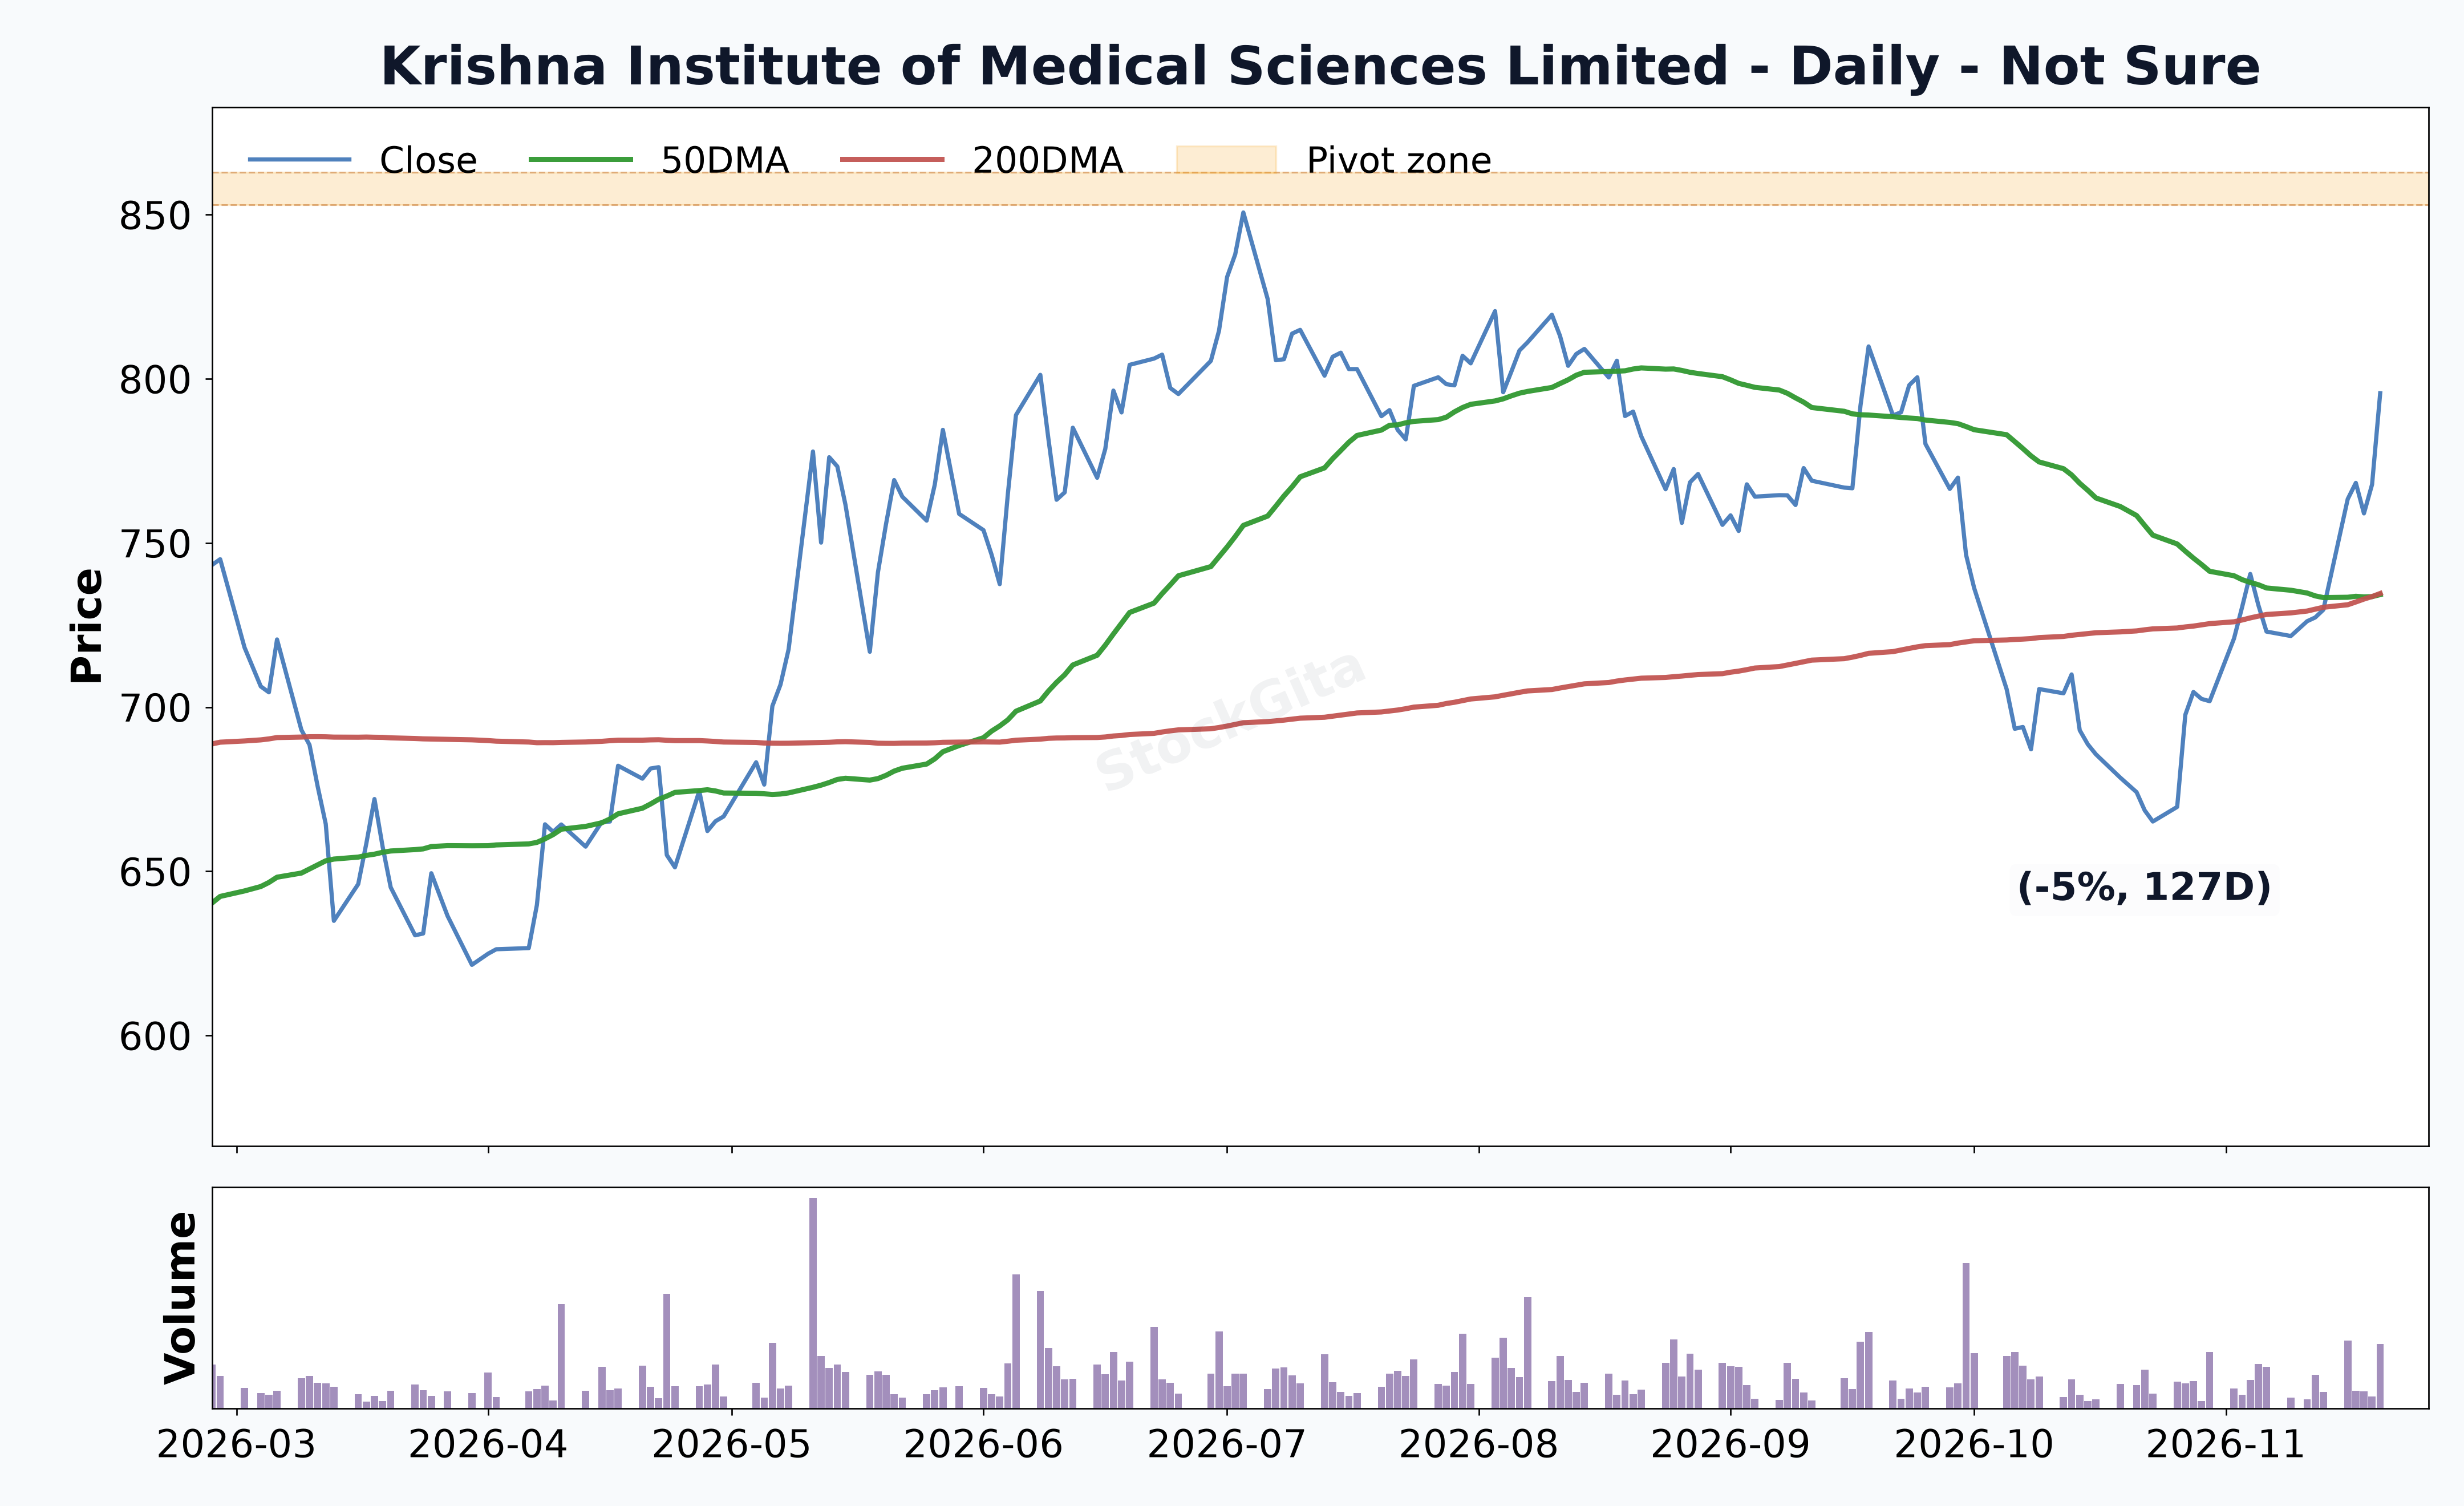 Krishna Institute of Medical Sciences Limited - Daily - Not Sure
Close 50DMA 200DMA Pivot zone
Price
850
800
750
700
650
600
StockGita
(-5%, 127D)
Volume
2026-03 2026-04 2026-05 2026-06 2026-07 2026-08 2026-09 2026-10 2026-11